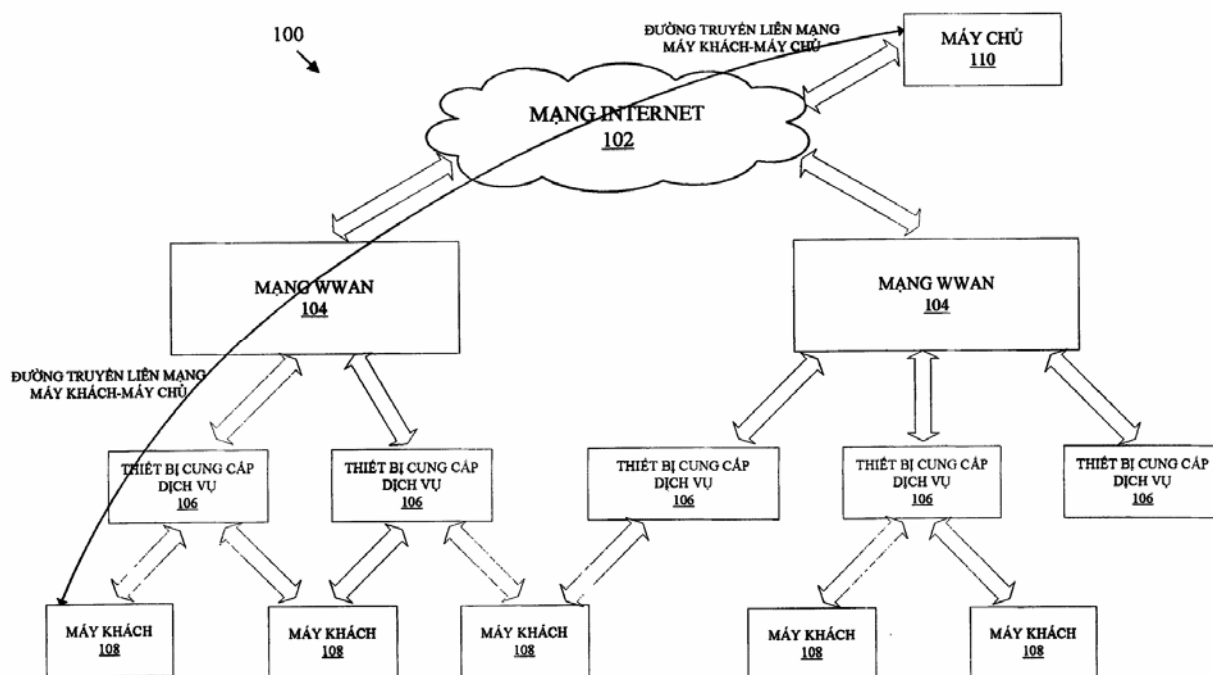 100
ĐƯỜNG TRUYỀN LIÊN MẠNG
MÁY KHÁCH-MÁY CHỦ
MÁY CHỦ
110
MẠNG INTERNET
102
MẠNG WWAN
104
MẠNG WWAN
104
ĐƯỜNG TRUYỀN LIÊN MẠNG
MÁY KHÁCH-MÁY CHỦ
THIẾT BỊ CUNG CẤP
DỊCH VỤ
106
THIẾT BỊ CUNG CẤP
DỊCH VỤ
106
THIẾT BỊ CUNG CẤP
DỊCH VỤ
106
THIẾT BỊ CUNG CẤP
DỊCH VỤ
106
THIẾT BỊ CUNG CẤP
DỊCH VỤ
106
MÁY KHÁCH
108
MÁY KHÁCH
108
MÁY KHÁCH
108
MÁY KHÁCH
108
MÁY KHÁCH
108